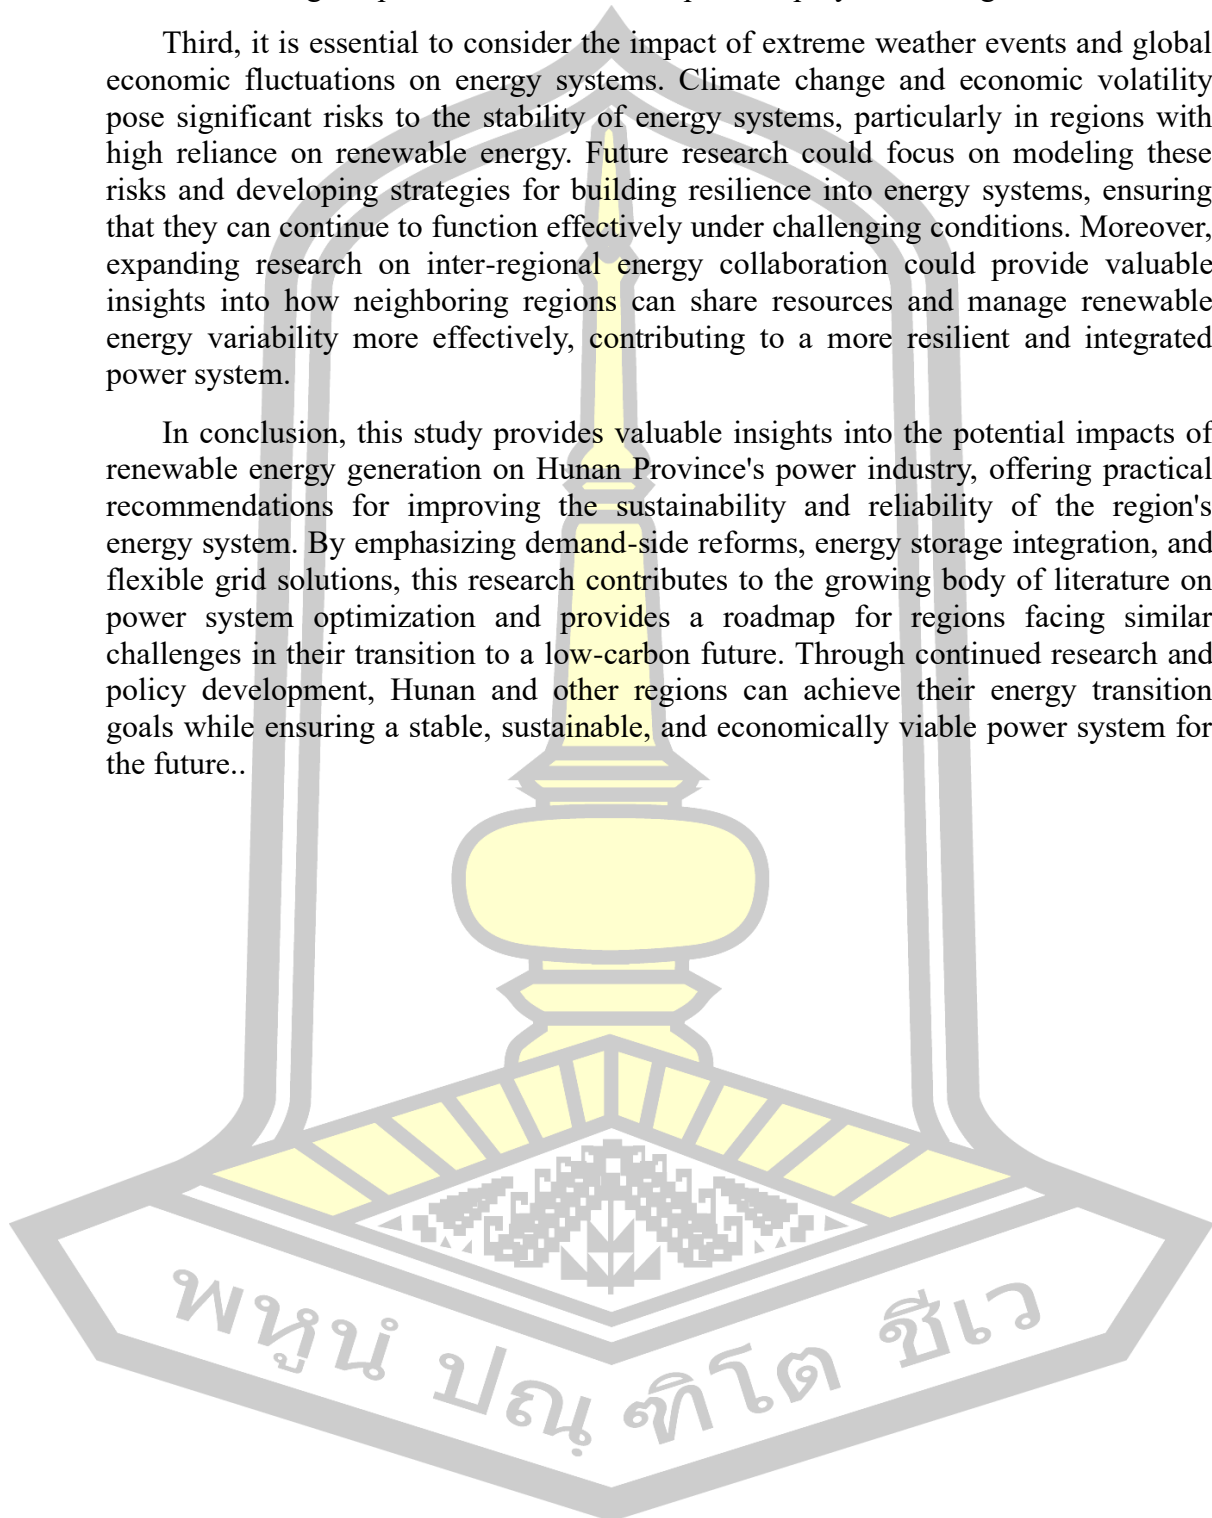 Third, it is essential to consider the impact of extreme weather events and global
economic fluctuations on energy systems. Climate change and economic volatility
pose significant risks to the stability of energy systems, particularly in regions with
high reliance on renewable energy. Future research could focus on modeling these
risks and developing strategies for building resilience into energy systems, ensuring
that they can continue to function effectively under challenging conditions. Moreover,
expanding research on inter-regional energy collaboration could provide valuable
insights into how neighboring regions can share resources and manage renewable
energy variability more effectively, contributing to a more resilient and integrated
power system.
In conclusion, this study provides valuable insights into the potential impacts of
renewable energy generation on Hunan Province's power industry, offering practical
recommendations for improving the sustainability and reliability of the region's
energy system. By emphasizing demand-side reforms, energy storage integration, and
flexible grid solutions, this research contributes to the growing body of literature on
power system optimization and provides a roadmap for regions facing similar
challenges in their transition to a low-carbon future. Through continued research and
policy development, Hunan and other regions can achieve their energy transition
goals while ensuring a stable, sustainable, and economically viable power system for
the future..
พหูนํ ปณฺฑิโต ชีเว